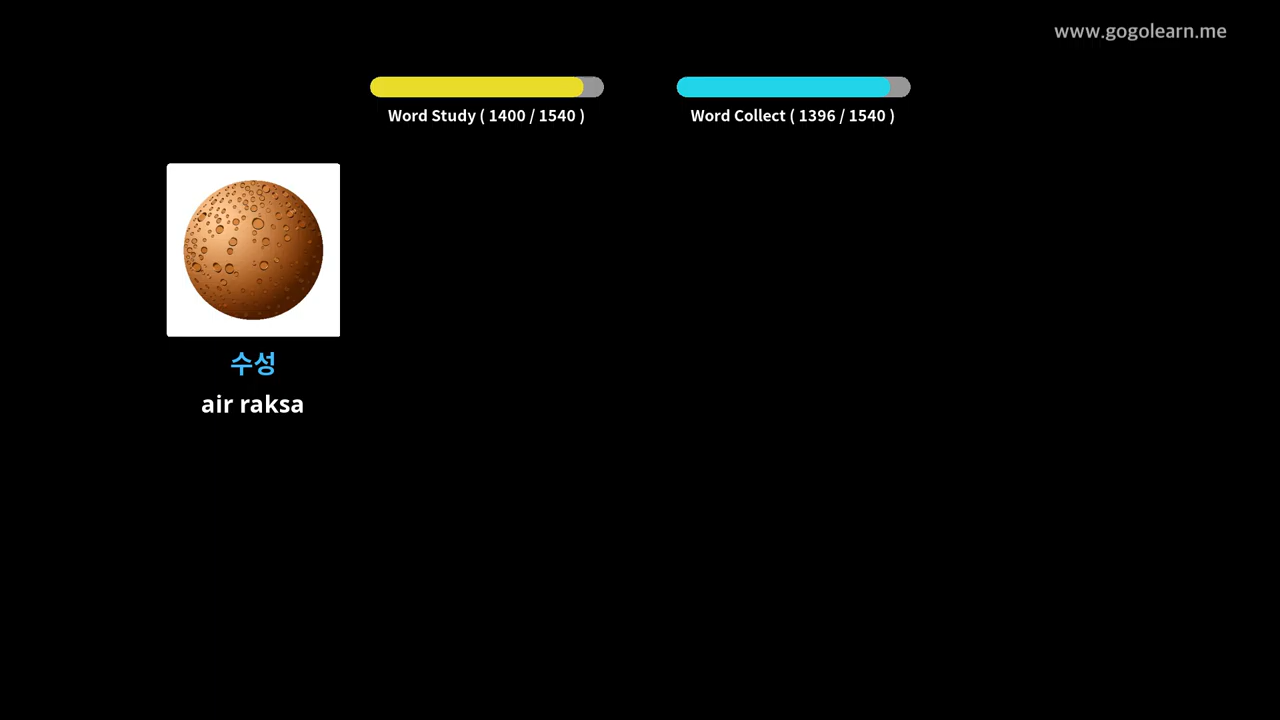 www.gogolearn.me
Word Study ( 1400 / 1540 )
Word Collect ( 1396 / 1540 )
수성
air raksa